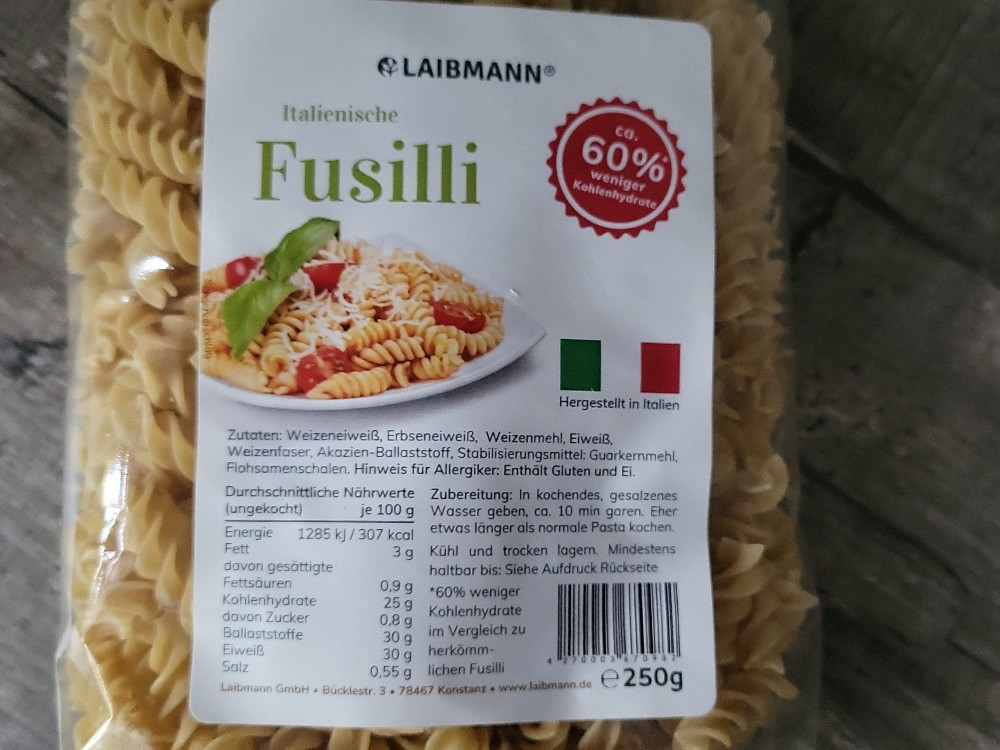 LAIBMANN®
Italienische
Fusilli
ca.
60%*
weniger
Kohlenhydrate
Hergestellt in Italien
Zutaten: Weizeneiweiß, Erbseneiweiß, Weizenmehl, Eiweiß,
Weizenfaser, Akazien-Ballaststoff, Stabilisierungsmittel: Guarkernmehl,
Flohsamenschalen. Hinweis für Allergiker: Enthält Gluten und Ei.
Durchschnittliche Nährwerte
(ungekocht) je 100 g
Energie 1285 kJ / 307 kcal
Fett 3 g
davon gesättigte
Fettsäuren 0,9 g
Kohlenhydrate 25 g
davon Zucker 0,8 g
Ballaststoffe 30 g
Eiweiß 30 g
Salz 0,55 g
Zubereitung: In kochendes, gesalzenes
Wasser geben, ca. 10 min garen. Eher
etwas länger als normale Pasta kochen.
Kühl und trocken lagern. Mindestens
haltbar bis: Siehe Aufdruck Rückseite
*60% weniger
Kohlenhydrate
im Vergleich zu
herkömm-
lichen Fusilli
4 270003 670982
e 250g
Laibmann GmbH • Bücklestr. 3 • 78467 Konstanz • www.laibmann.de